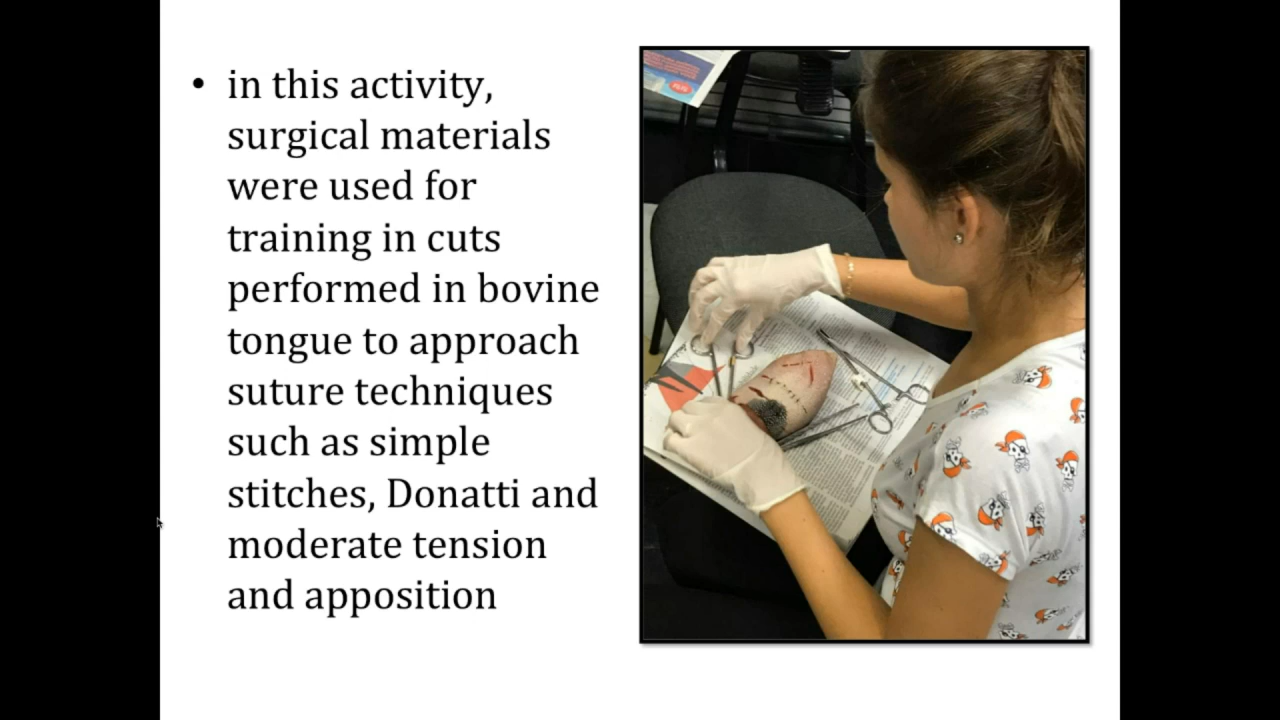 • in this activity,
surgical materials
were used for
training in cuts
performed in bovine
tongue to approach
suture techniques
such as simple
stitches, Donatti and
moderate tension
and apposition